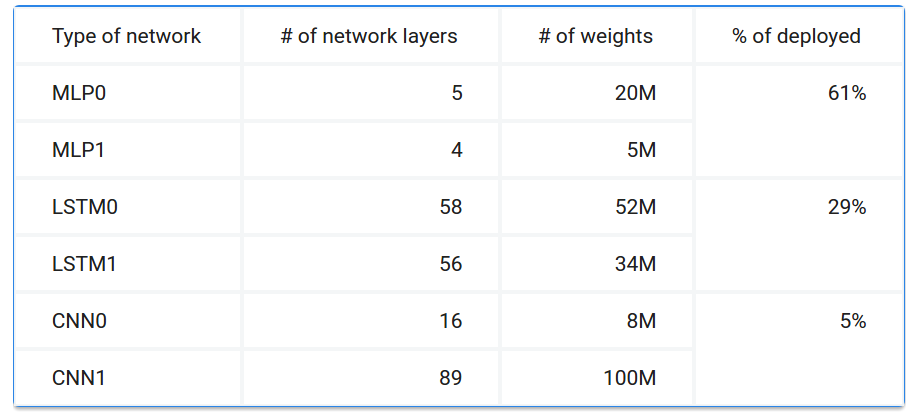 Type of network # of network layers # of weights % of deployed
MLP0 5 20M 61%
MLP1 4 5M
LSTM0 58 52M 29%
LSTM1 56 34M
CNN0 16 8M 5%
CNN1 89 100M